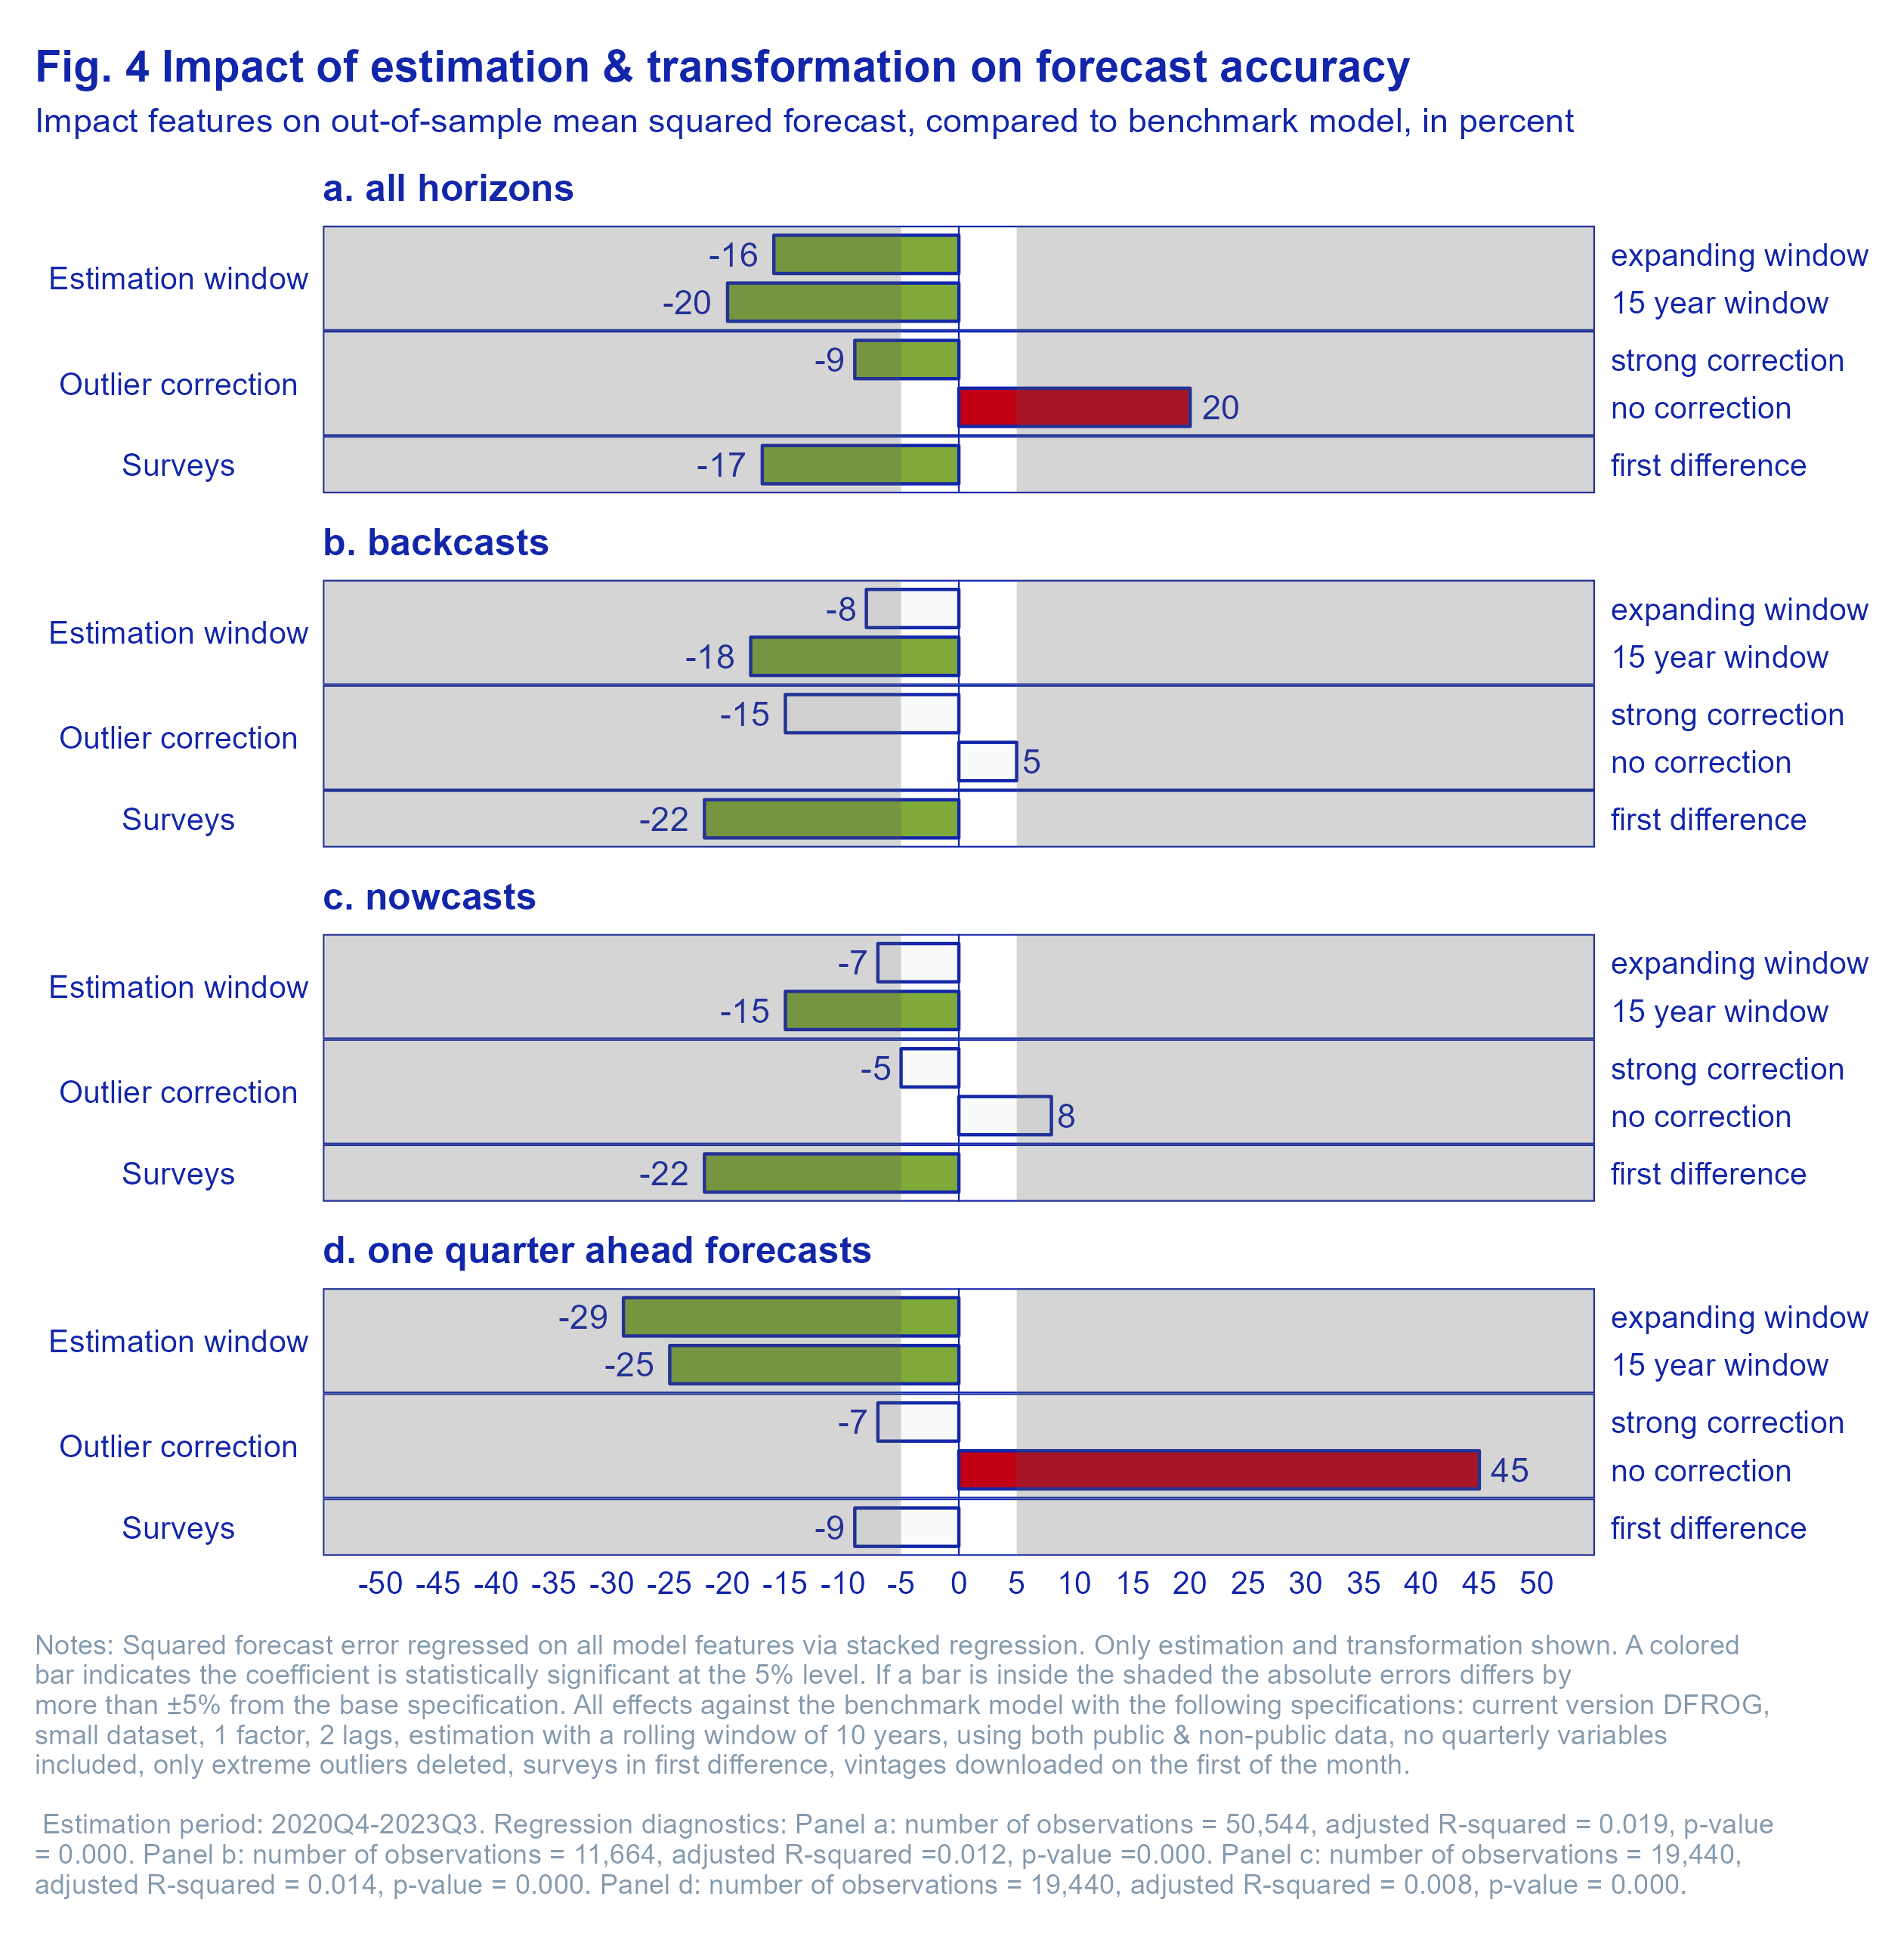 Fig. 4 Impact of estimation & transformation on forecast accuracy
Impact features on out-of-sample mean squared forecast, compared to benchmark model, in percent
a. all horizons
Estimation window
-16
expanding window
-20
15 year window
Outlier correction
-9
strong correction
20
no correction
Surveys
-17
first difference
b. backcasts
Estimation window
-8
expanding window
-18
15 year window
Outlier correction
-15
strong correction
5
no correction
Surveys
-22
first difference
c. nowcasts
Estimation window
-7
expanding window
-15
15 year window
Outlier correction
-5
strong correction
8
no correction
Surveys
-22
first difference
d. one quarter ahead forecasts
Estimation window
-29
expanding window
-25
15 year window
Outlier correction
-7
strong correction
45
no correction
Surveys
-9
first difference
-50 -45 -40 -35 -30 -25 -20 -15 -10 -5 0 5 10 15 20 25 30 35 40 45 50
Notes: Squared forecast error regressed on all model features via stacked regression. Only estimation and transformation shown. A colored
bar indicates the coefficient is statistically significant at the 5% level. If a bar is inside the shaded the absolute errors differs by
more than ±5% from the base specification. All effects against the benchmark model with the following specifications: current version DFROG,
small dataset, 1 factor, 2 lags, estimation with a rolling window of 10 years, using both public & non-public data, no quarterly variables
included, only extreme outliers deleted, surveys in first difference, vintages downloaded on the first of the month.
Estimation period: 2020Q4-2023Q3. Regression diagnostics: Panel a: number of observations = 50,544, adjusted R-squared = 0.019, p-value
= 0.000. Panel b: number of observations = 11,664, adjusted R-squared =0.012, p-value =0.000. Panel c: number of observations = 19,440,
adjusted R-squared = 0.014, p-value = 0.000. Panel d: number of observations = 19,440, adjusted R-squared = 0.008, p-value = 0.000.